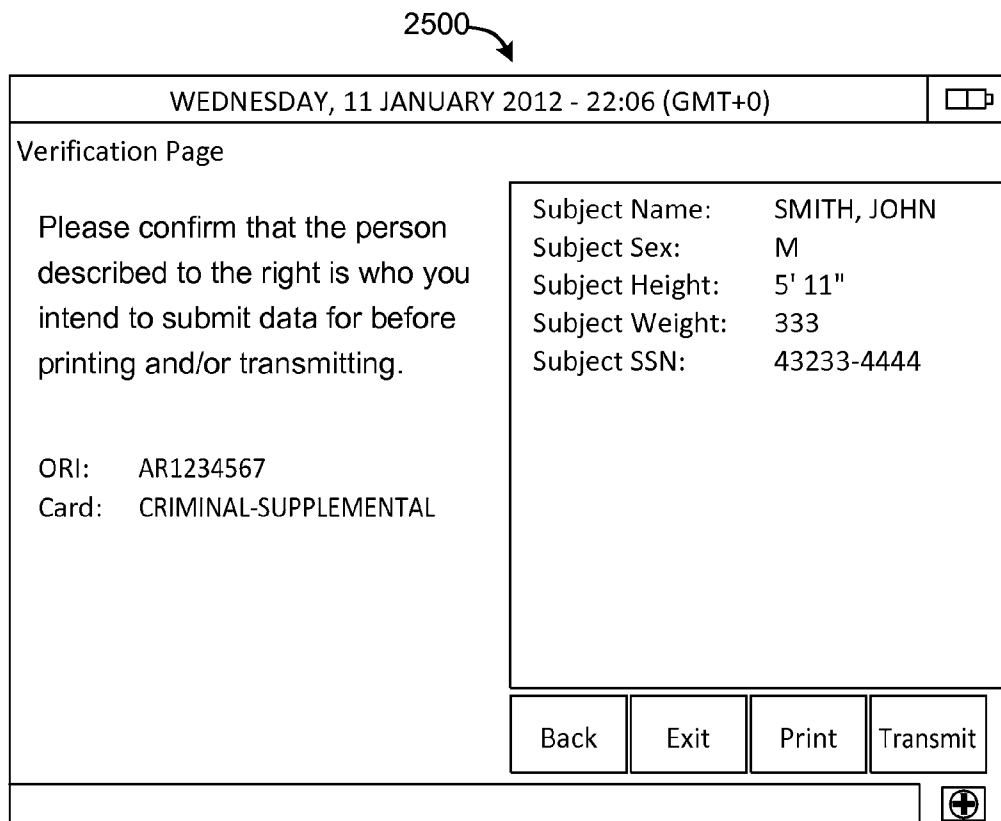 2500
WEDNESDAY, 11 JANUARY 2012 - 22:06 (GMT+0)
Verification Page
Please confirm that the person
described to the right is who you
intend to submit data for before
printing and/or transmitting.
ORI: AR1234567
Card: CRIMINAL-SUPPLEMENTAL
Subject Name: SMITH, JOHN
Subject Sex: M
Subject Height: 5' 11"
Subject Weight: 333
Subject SSN: 43233-4444
Back Exit Print Transmit